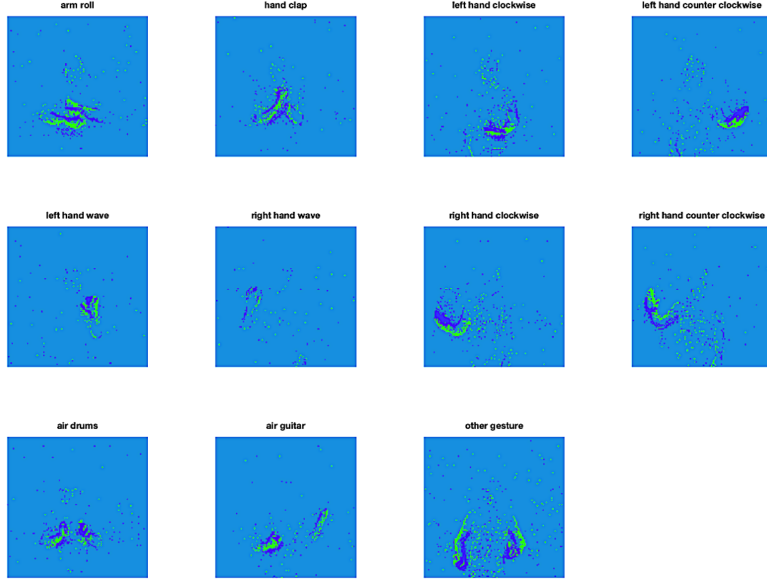 arm roll
hand clap
left hand clockwise
left hand counter clockwise
left hand wave
right hand wave
right hand clockwise
right hand counter clockwise
air drums
air guitar
other gesture